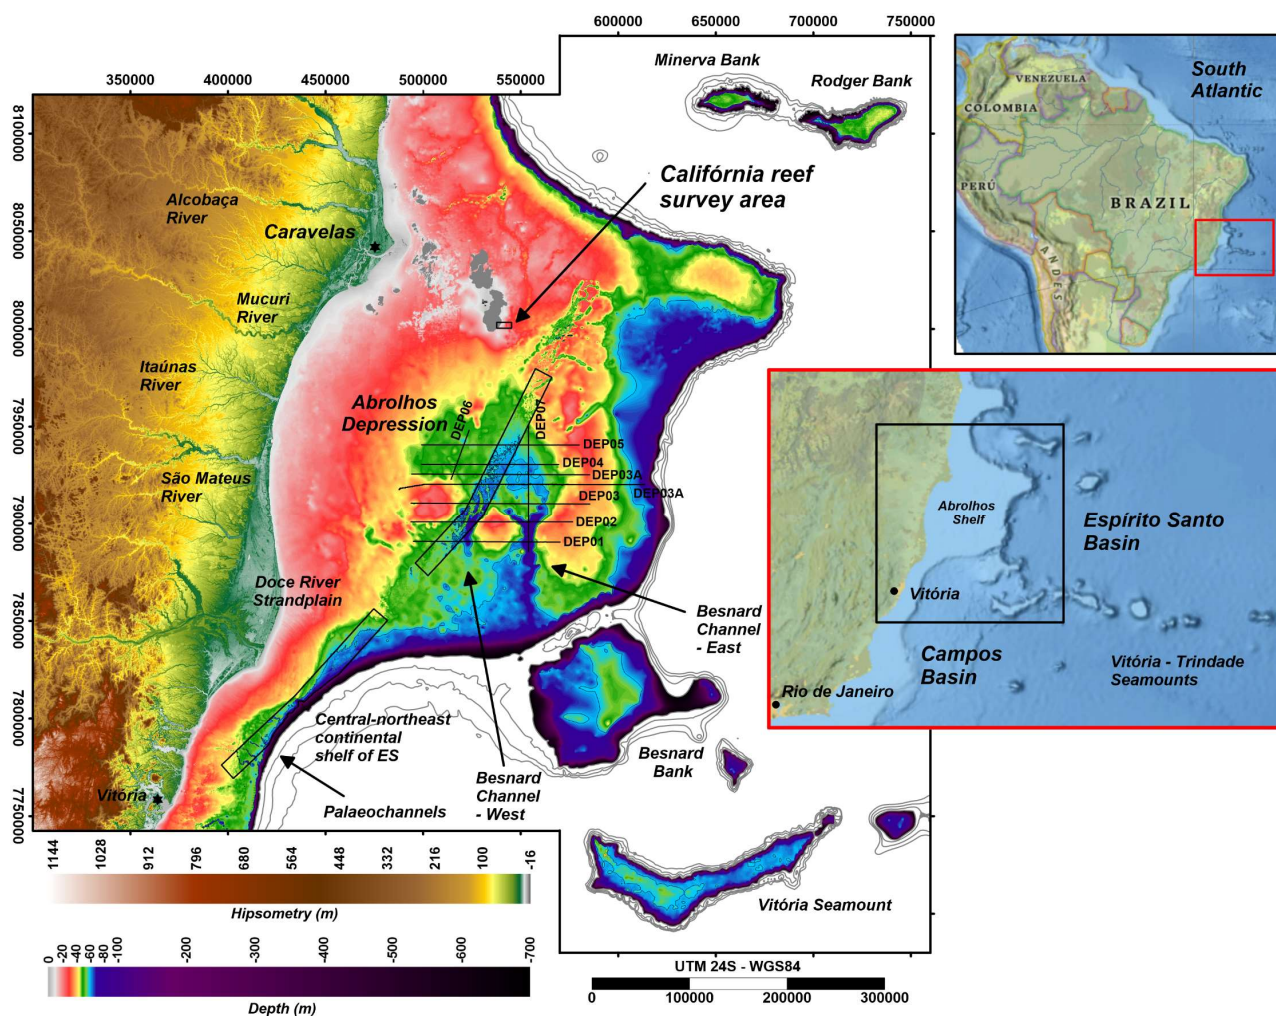 600000
650000
700000
750000
350000
400000
450000
500000
550000
Minerva Bank
Rodger Bank
8100000
8050000
8000000
7950000
7900000
7850000
7800000
7750000
Califórnia reef
survey area
Alcobaça
River
Caravelas
Mucuri
River
Itaúnas
River
Abrolhos
Depression
DEP06
DEP07
DEP05
DEP04
DEP03A
DEP03A
DEP03
DEP02
DEP01
São Mateus
River
Doce River
Strandplain
Besnard
Channel
- East
Central-northeast
continental
shelf of ES
Besnard
Channel
- West
Palaeochannels
Besnard
Bank
Vitória
Vitória Seamount
1144
1028
912
796
680
564
448
332
216
100
-16
Hipsometry (m)
0
-20
-40
-60
-80
-100
-200
-300
-400
-500
-600
-700
Depth (m)
UTM 24S - WGS84
0
100000
200000
300000
South
Atlantic
VENEZUELA
COLOMBIA
PERÚ
BRAZIL
ANDES
Abrolhos
Shelf
Espírito Santo
Basin
Vitória
Campos
Basin
Vitória - Trindade
Seamounts
Rio de Janeiro